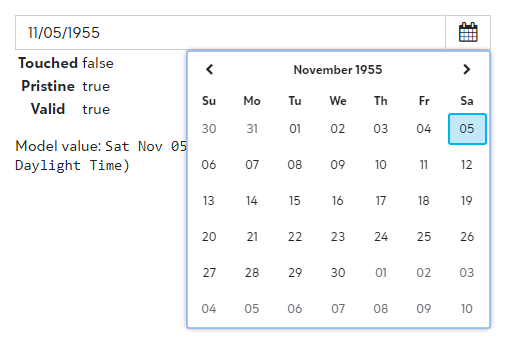 11/05/1955
Touched false
Pristine true
Valid true
Model value: Sat Nov 05
Daylight Time)
November 1955
Su Mo Tu We Th Fr Sa
30 31 01 02 03 04 05
06 07 08 09 10 11 12
13 14 15 16 17 18 19
20 21 22 23 24 25 26
27 28 29 30 01 02 03
04 05 06 07 08 09 10